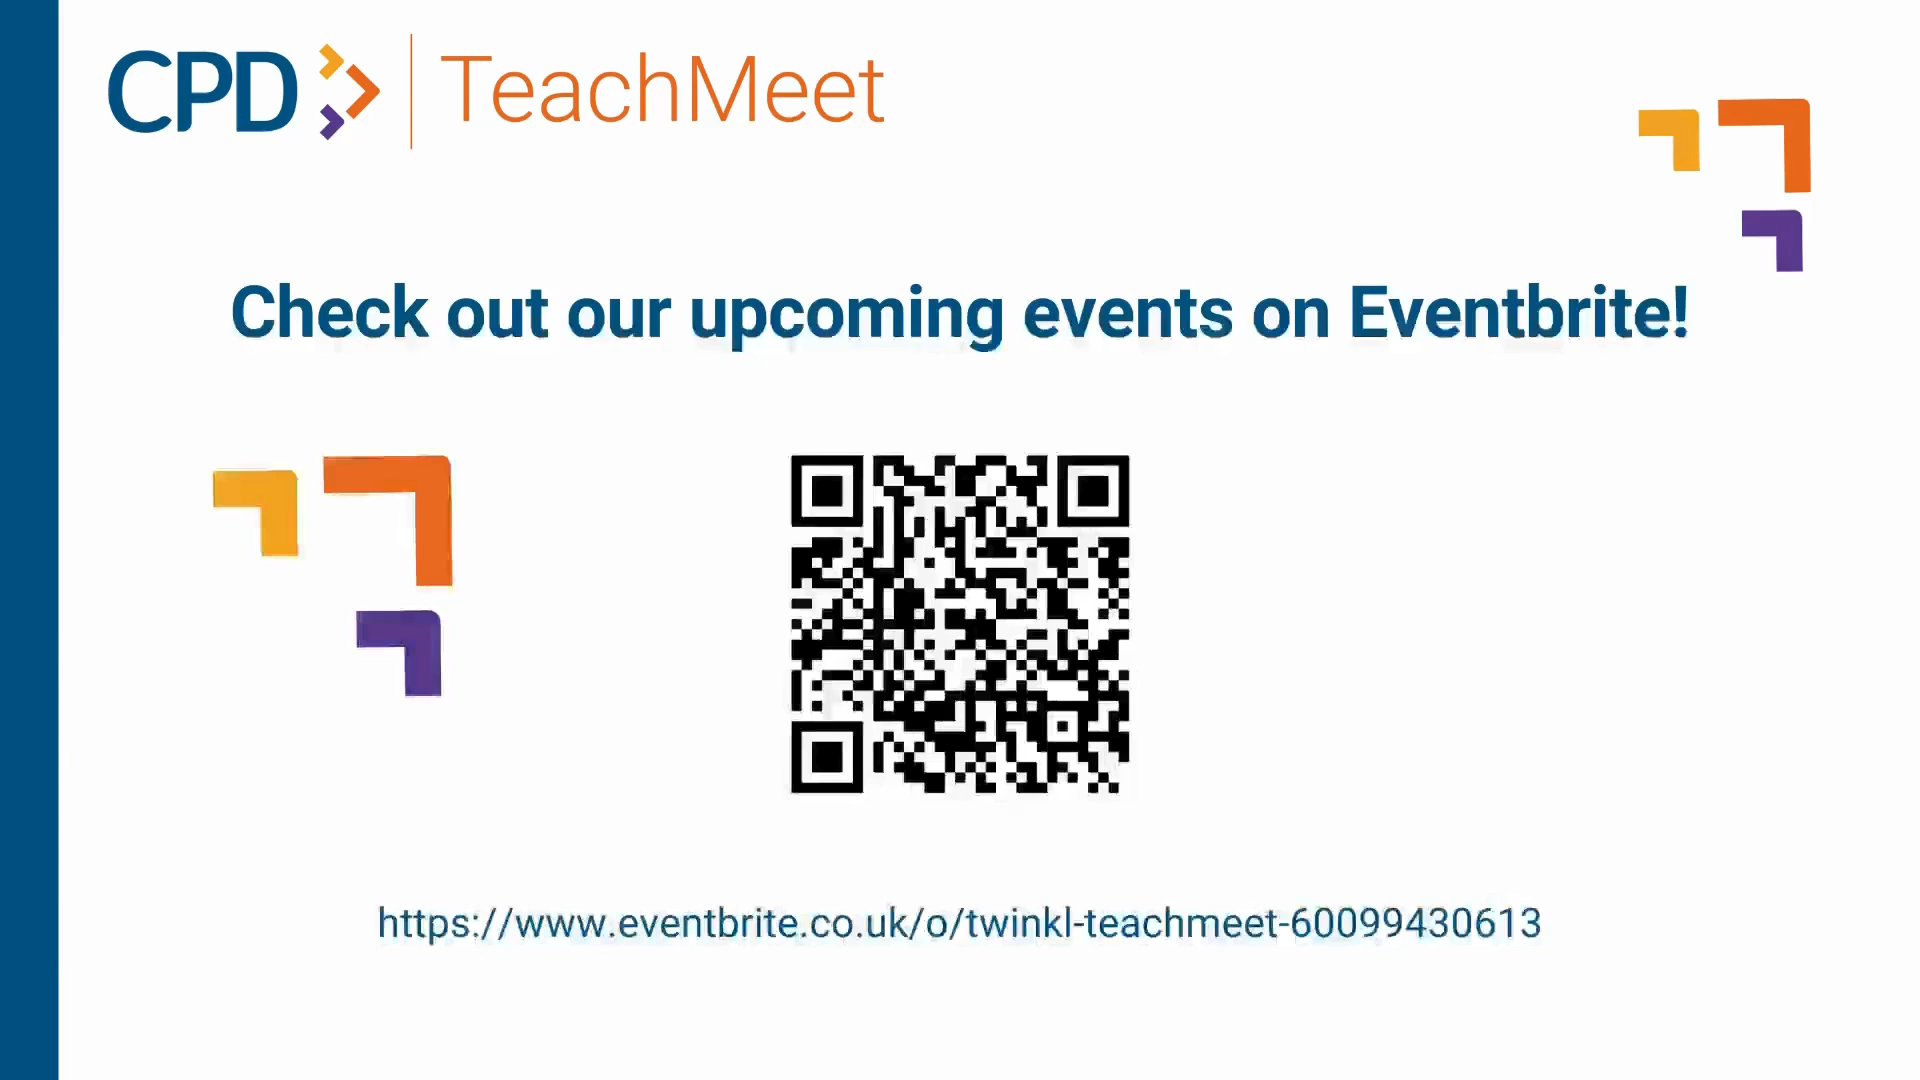 CPD TeachMeet
Check out our upcoming events on Eventbrite!
https://www.eventbrite.co.uk/o/twinkl-teachmeet-60099430613